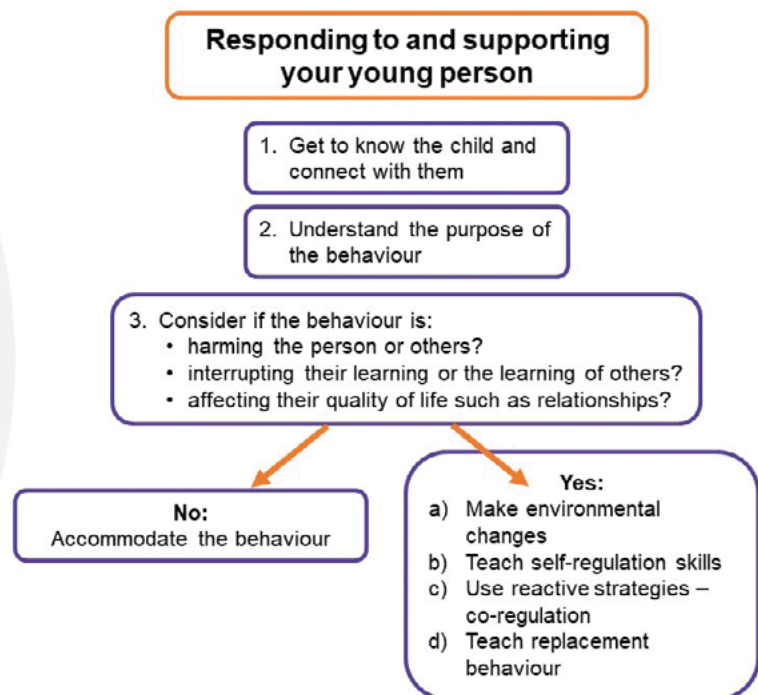 Responding to and supporting
your young person
1. Get to know the child and
connect with them
2. Understand the purpose of
the behaviour
3. Consider if the behaviour is:
• harming the person or others?
• interrupting their learning or the learning of others?
• affecting their quality of life such as relationships?
No:
Accommodate the behaviour
Yes:
a) Make environmental
changes
b) Teach self-regulation skills
c) Use reactive strategies –
co-regulation
d) Teach replacement
behaviour